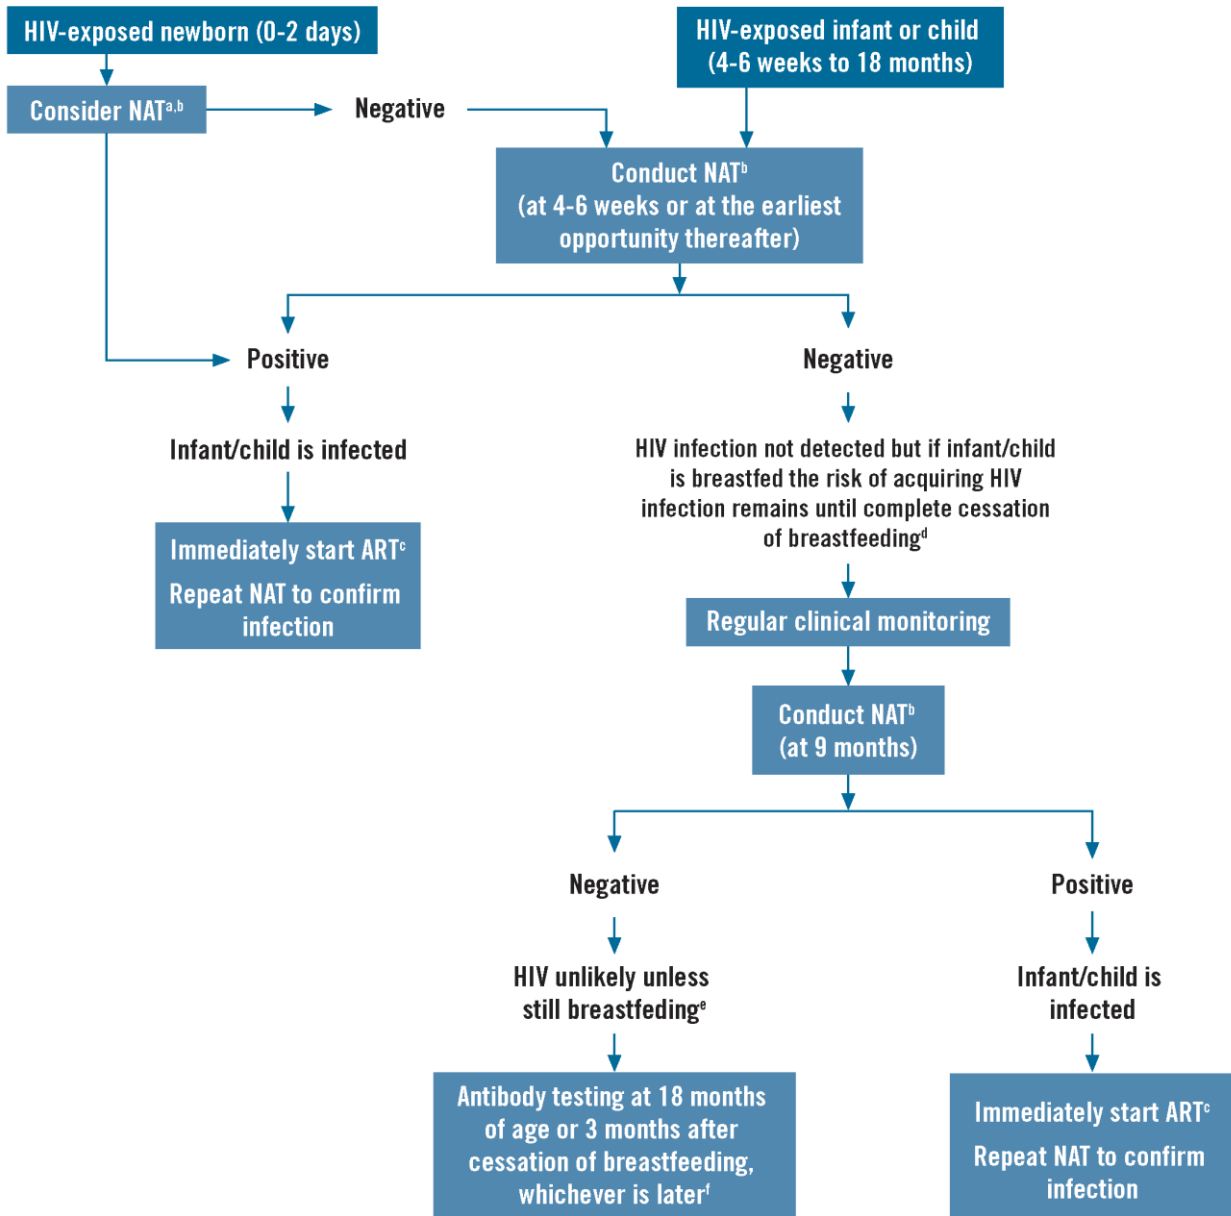 HIV-exposed newborn (0-2 days)
HIV-exposed infant or child
(4-6 weeks to 18 months)
Consider NATa,b
Negative
Conduct NATb
(at 4-6 weeks or at the earliest
opportunity thereafter)
Positive
Negative
Infant/child is infected
HIV infection not detected but if infant/child
is breastfed the risk of acquiring HIV
infection remains until complete cessation
of breastfeedingd
Immediately start ARTc
Repeat NAT to confirm
infection
Regular clinical monitoring
Conduct NATb
(at 9 months)
Negative
Positive
HIV unlikely unless
still breastfedinge
Infant/child is
infected
Antibody testing at 18 months
of age or 3 months after
cessation of breastfeeding,
whichever is laterf
Immediately start ARTc
Repeat NAT to confirm
infection